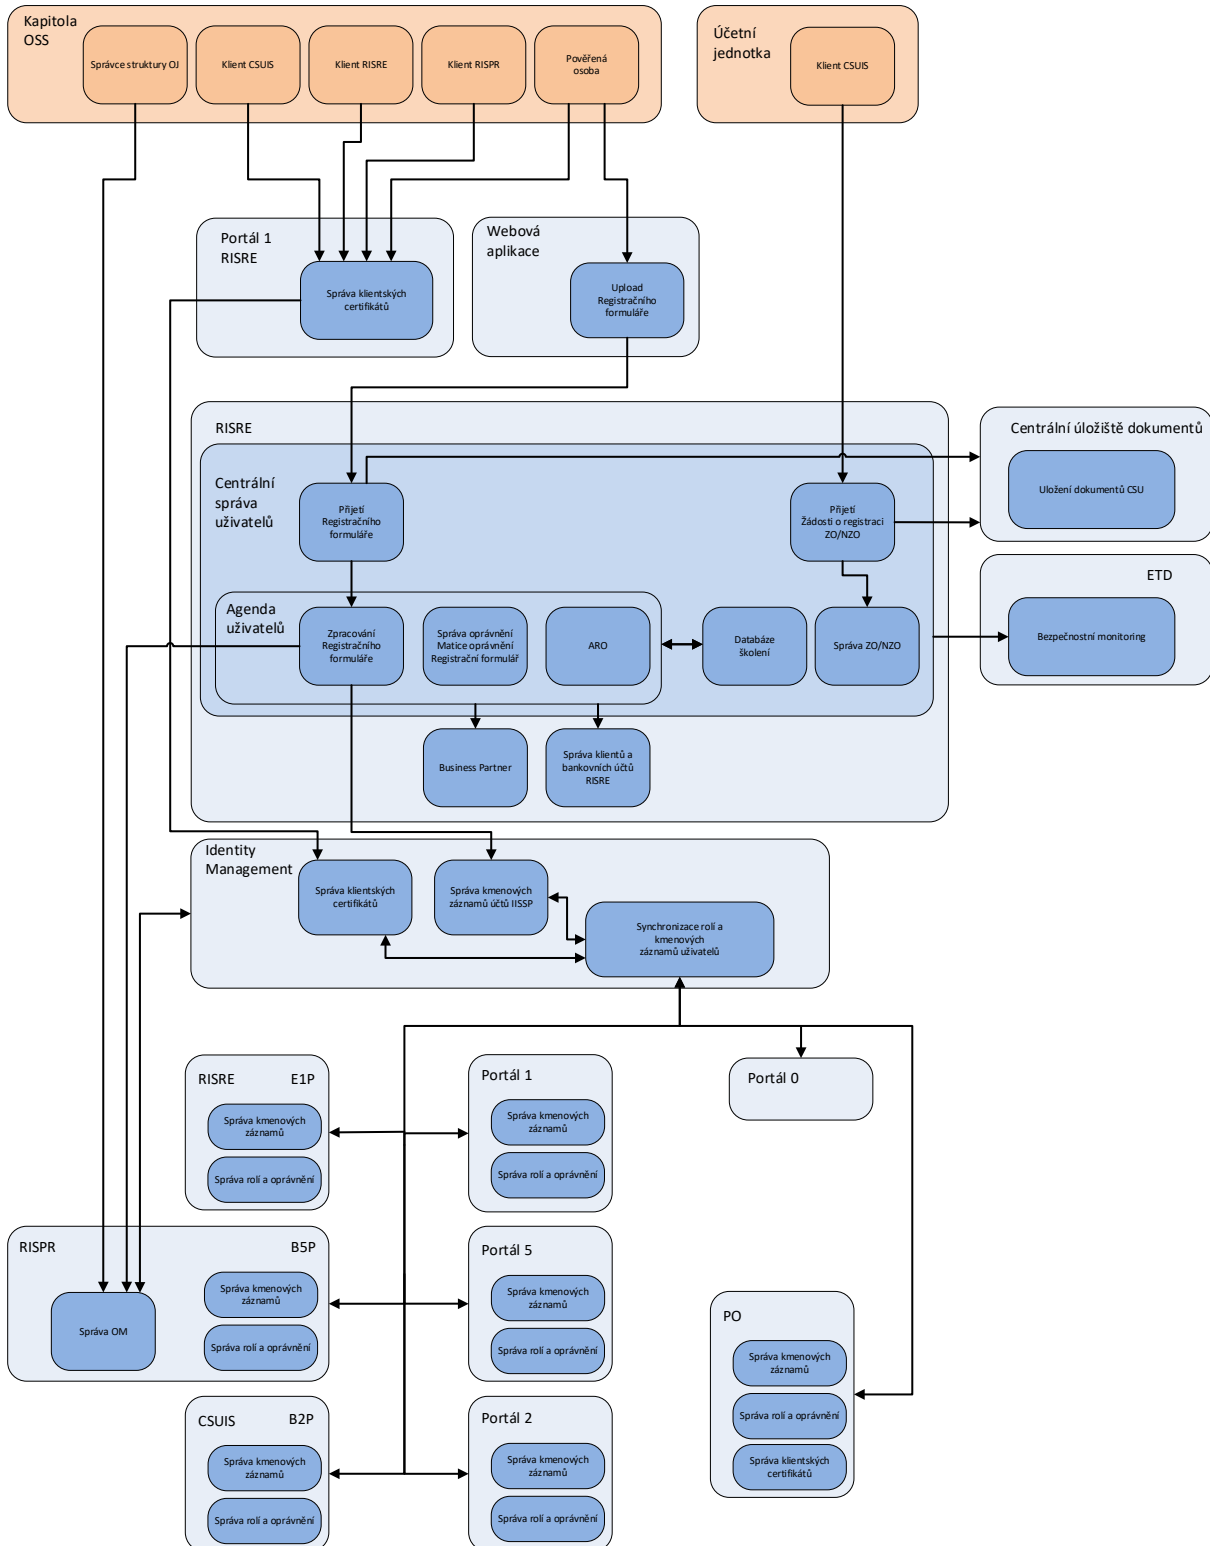 Kapitola
OSS
Správce struktury OJ
Klient CSUIS
Klient RISRE
Klient RISPR
Pověřená
osoba
Účetní
jednotka
Klient CSUIS
Portál 1
RISRE
Správa klientských
certifikátů
Webová
aplikace
Upload
Registračního
formuláře
RISRE
Centrální
správa
uživatelů
Přijetí
Registračního
formuláře
Přijetí
Žádosti o registraci
ZO/NZO
Centrální úložiště dokumentů
Uložení dokumentů CSU
ETD
Bezpečnostní monitoring
Agenda
uživatelů
Zpracování
Registračního
formuláře
Správa oprávnění
Matice oprávnění
Registrační formulář
ARO
Databáze
školení
Správa ZO/NZO
Business Partner
Správa klientů a
bankovních účtů
RISRE
Identity
Management
Správa klientských
certifikátů
Správa kmenových
záznamů účtů IISSP
Synchronizace rolí a
kmenových
záznamů uživatelů
RISRE
E1P
Správa kmenových
záznamů
Správa rolí a oprávnění
Portál 1
Správa kmenových
záznamů
Správa rolí a oprávnění
Portál 0
RISPR
B5P
Správa OM
Správa kmenových
záznamů
Správa rolí a oprávnění
Portál 5
Správa kmenových
záznamů
Správa rolí a oprávnění
PO
Správa kmenových
záznamů
Správa rolí a oprávnění
Správa klientských
certifikátů
CSUIS
B2P
Správa kmenových
záznamů
Správa rolí a oprávnění
Portál 2
Správa kmenových
záznamů
Správa rolí a oprávnění